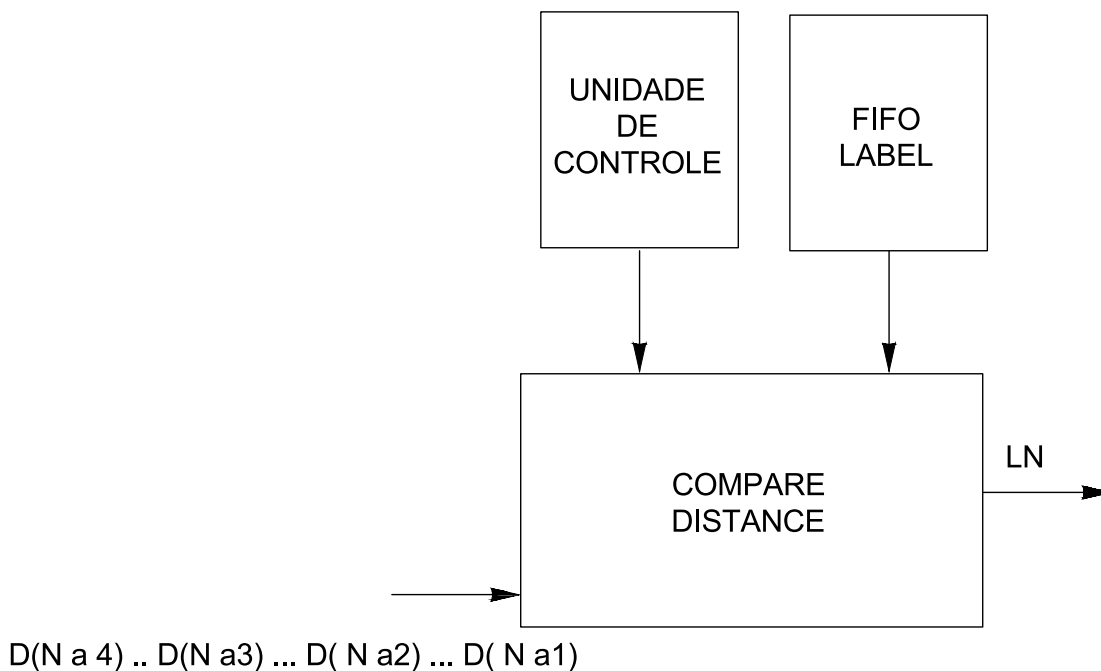 UNIDADE
DE
CONTROLE
FIFO
LABEL
COMPARE
DISTANCE
LN
D(N a 4) .. D(N a3) ... D( N a2) ... D( N a1)